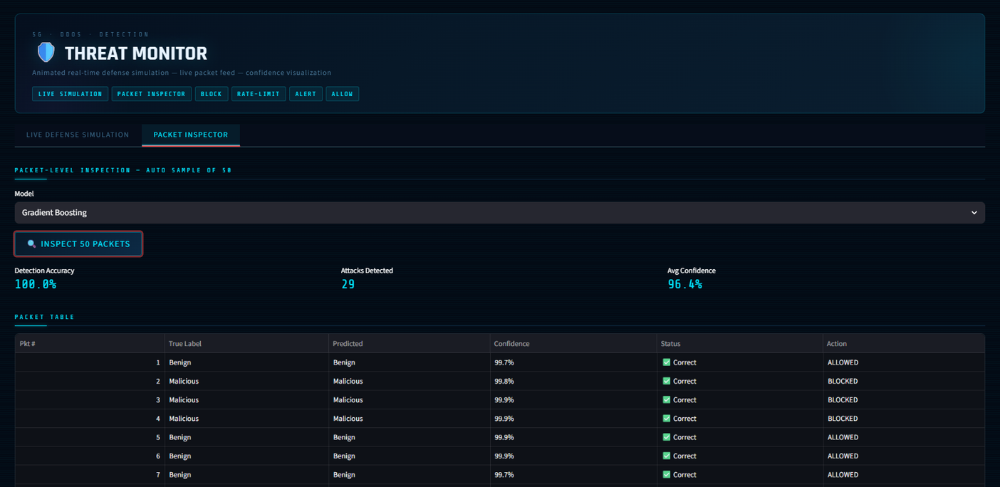 5G · DDOS · DETECTION
THREAT MONITOR
Animated real-time defense simulation — live packet feed — confidence visualization
LIVE SIMULATION PACKET INSPECTOR BLOCK RATE-LIMIT ALERT ALLOW
LIVE DEFENSE SIMULATION PACKET INSPECTOR
PACKET-LEVEL INSPECTION — AUTO SAMPLE OF 50
Model
Gradient Boosting
INSPECT 50 PACKETS
Detection Accuracy Attacks Detected Avg Confidence
100.0% 29 96.4%
PACKET TABLE
Pkt # True Label Predicted Confidence Status Action
1 Benign Benign 99.7% ✅ Correct ALLOWED
2 Malicious Malicious 99.8% ✅ Correct BLOCKED
3 Malicious Malicious 99.9% ✅ Correct BLOCKED
4 Malicious Malicious 99.9% ✅ Correct BLOCKED
5 Benign Benign 99.9% ✅ Correct ALLOWED
6 Benign Benign 99.9% ✅ Correct ALLOWED
7 Benign Benign 99.7% ✅ Correct ALLOWED